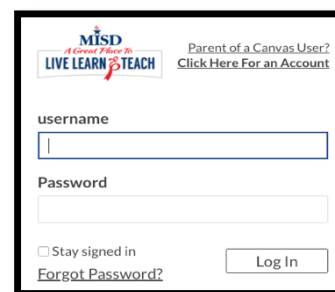 MISD
A Great Place To
LIVE LEARN & TEACH
Parent of a Canvas User?
Click Here For an Account
username
Password
Stay signed in
Log In
Forgot Password?